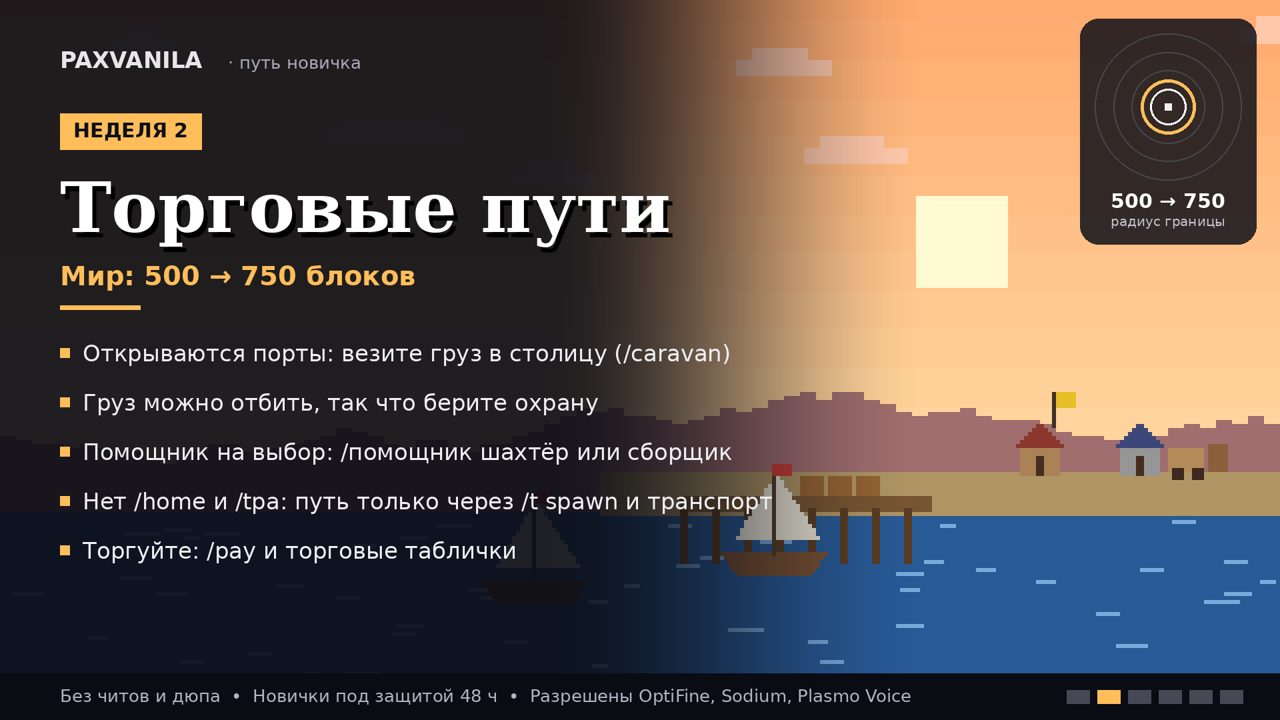 PAXVANILA · путь новичка
НЕДЕЛЯ 2
Торговые пути
Мир: 500 → 750 блоков
Открываются порты: везите груз в столицу (/caravan)
Груз можно отбить, так что берите охрану
Помощник на выбор: /помощник шахтёр или сборщик
Нет /home и /tpa: путь только через /t spawn и транспорт
Торгуйте: /pay и торговые таблички
500 → 750
радиус границы
Без читов и дюпа • Новички под защитой 48 ч • Разрешены OptiFine, Sodium, Plasmo Voice